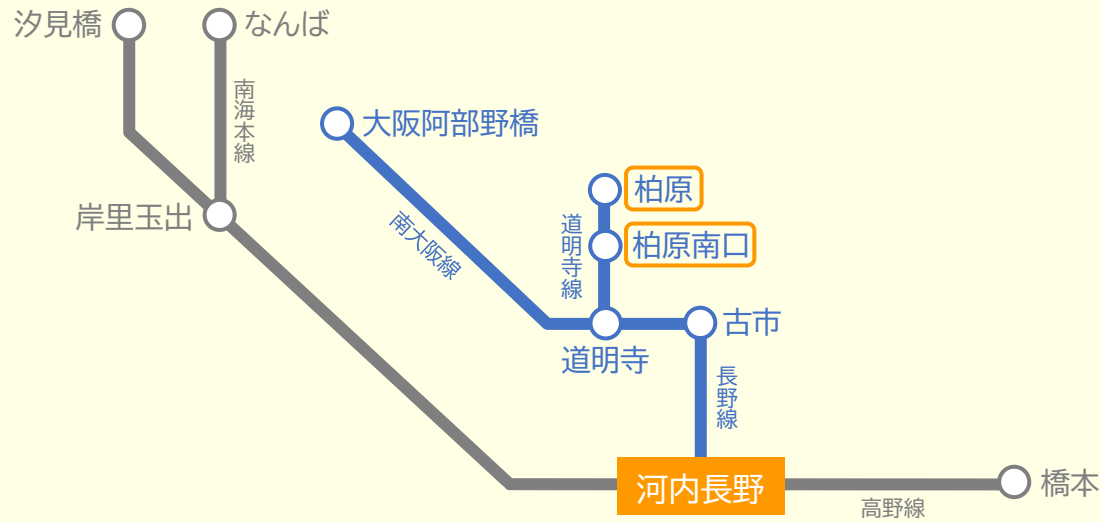 汐見橋
なんば
南海本線
大阪阿部野橋
柏原
岸里玉出
南大阪線
道明寺線
柏原南口
古市
道明寺
長野線
河内長野
橋本
高野線